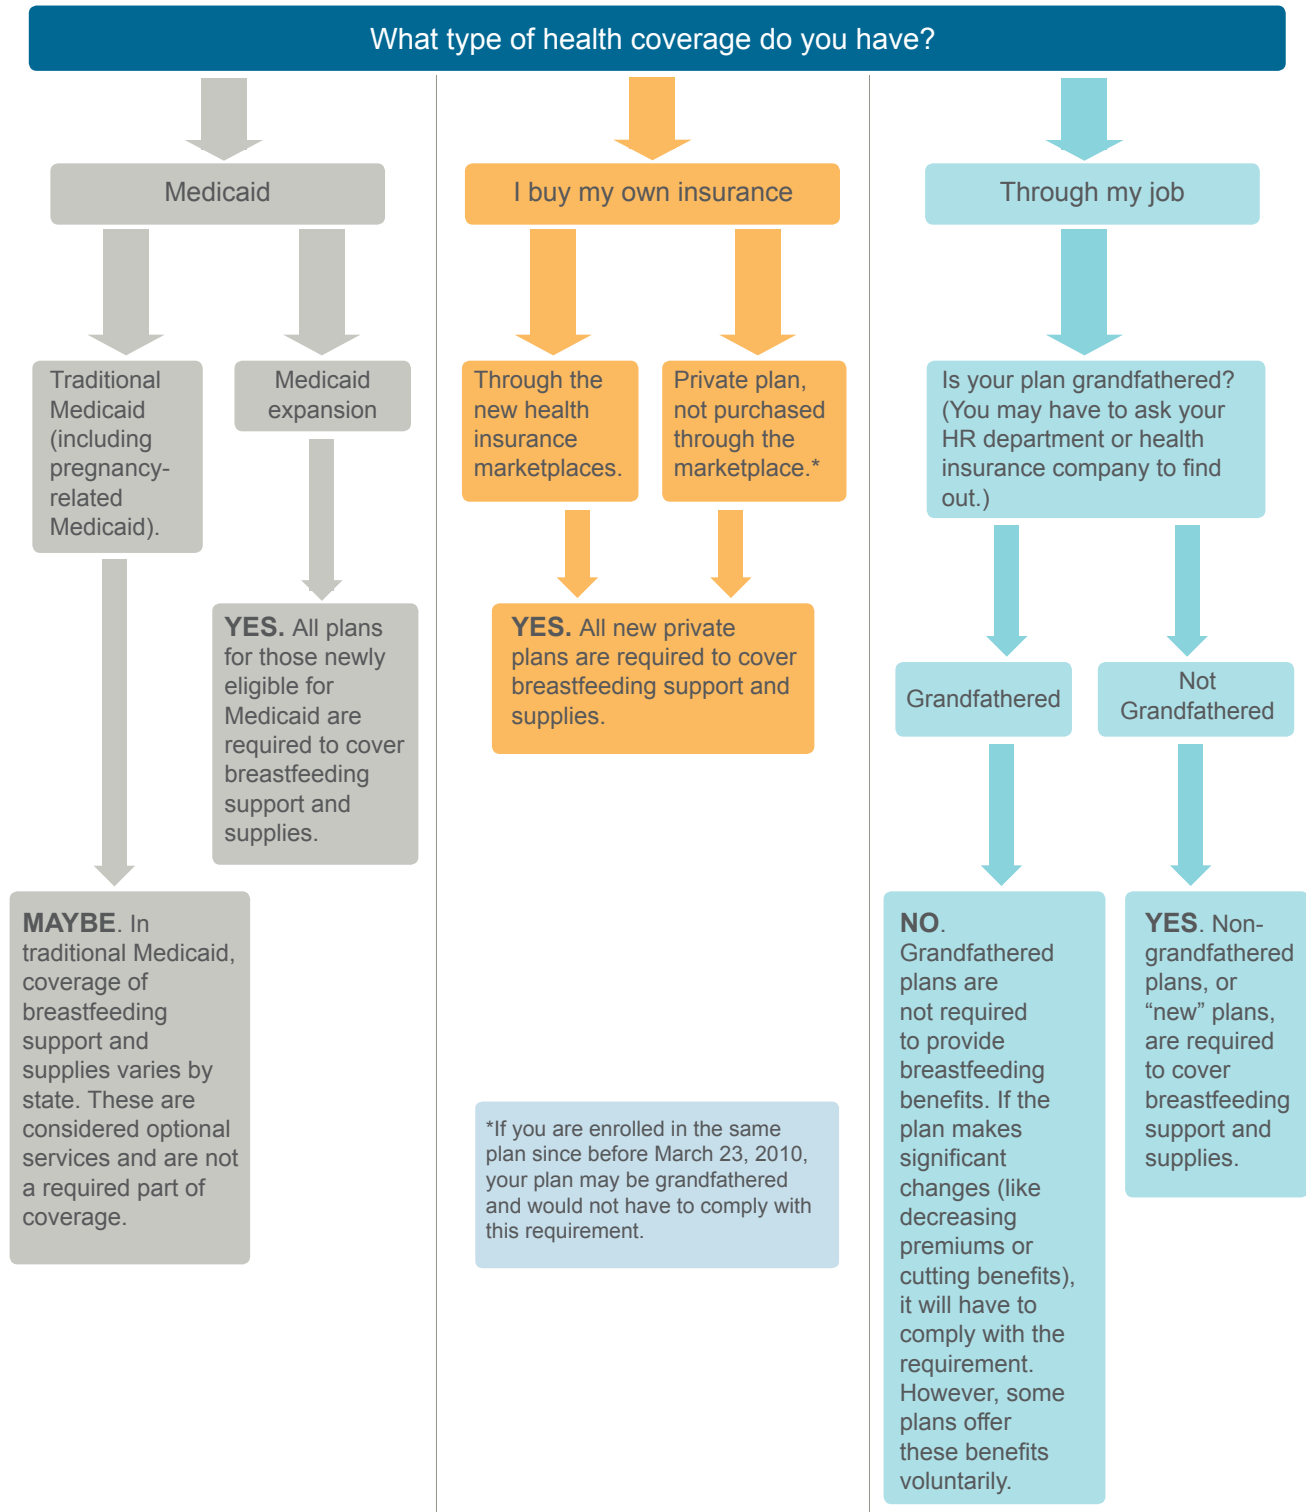 What type of health coverage do you have?
Medicaid
I buy my own insurance
Through my job
Traditional
Medicaid
(including
pregnancy-
related
Medicaid).
Medicaid
expansion
Through the
new health
insurance
marketplaces.
Private plan,
not purchased
through the
marketplace.*
Is your plan grandfathered?
(You may have to ask your
HR department or health
insurance company to find
out.)
YES. All plans
for those newly
eligible for
Medicaid are
required to cover
breastfeeding
support and
supplies.
YES. All new private
plans are required to cover
breastfeeding support and
supplies.
Grandfathered
Not
Grandfathered
MAYBE. In
traditional Medicaid,
coverage of
breastfeeding
support and
supplies varies by
state. These are
considered optional
services and are not
a required part of
coverage.
*If you are enrolled in the same
plan since before March 23, 2010,
your plan may be grandfathered
and would not have to comply with
this requirement.
NO.
Grandfathered
plans are
not required
to provide
breastfeeding
benefits. If the
plan makes
significant
changes (like
decreasing
premiums or
cutting benefits),
it will have to
comply with the
requirement.
However, some
plans offer
these benefits
voluntarily.
YES. Non-
grandfathered
plans, or
“new” plans,
are required
to cover
breastfeeding
support and
supplies.